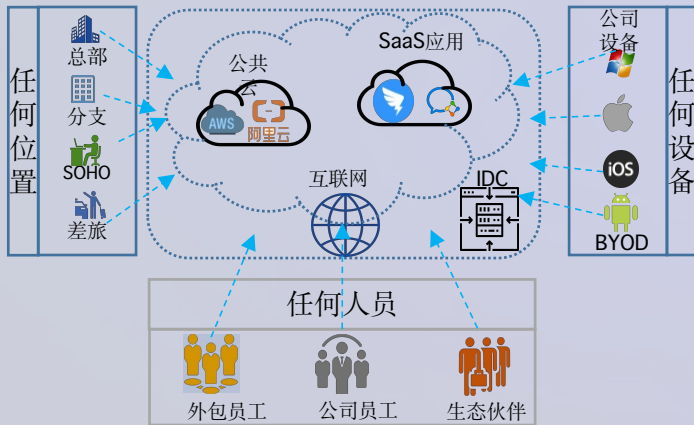 任何位置
总部
分支
SOHO
差旅
公共
云
AWS
阿里云
SaaS应用
互联网
IDC
公司
设备
iOS
BYOD
任何设备
任何人员
外包员工
公司员工
生态伙伴